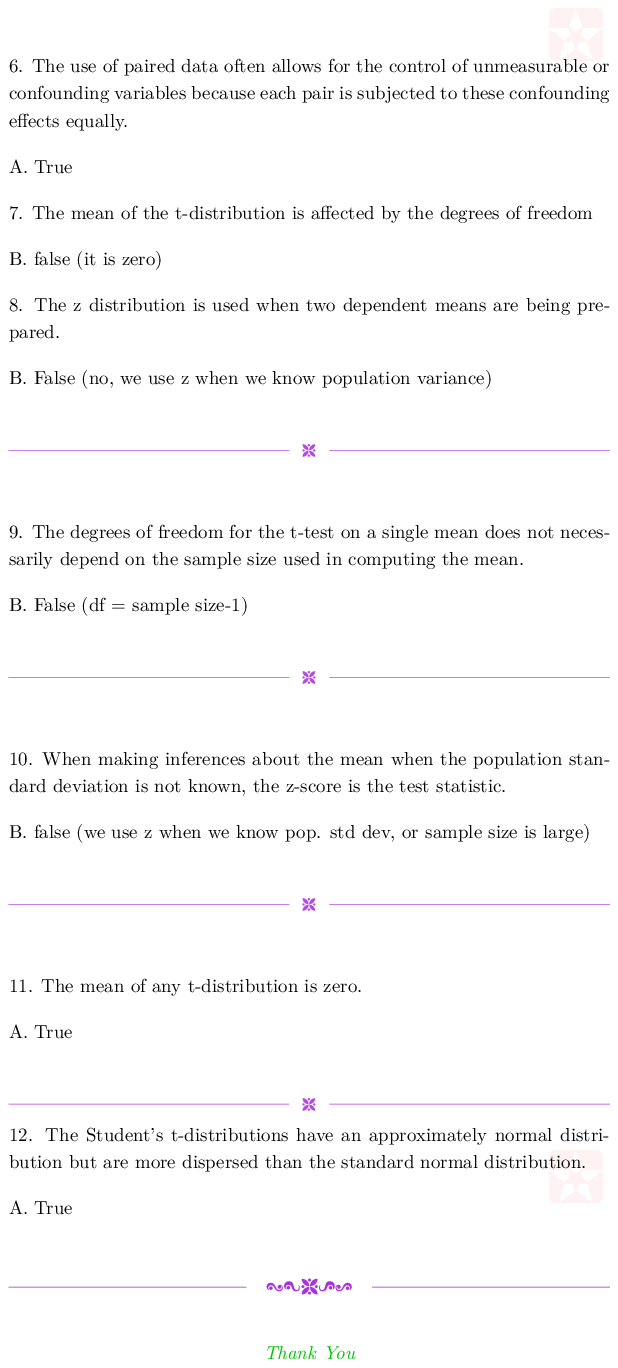 6. The use of paired data often allows for the control of unmeasurable or
confounding variables because each pair is subjected to these confounding
effects equally.
A. True
7. The mean of the t-distribution is affected by the degrees of freedom
B. false (it is zero)
8. The z distribution is used when two dependent means are being pre-
pared.
B. False (no, we use z when we know population variance)
9. The degrees of freedom for the t-test on a single mean does not neces-
sarily depend on the sample size used in computing the mean.
B. False (df = sample size-1)
10. When making inferences about the mean when the population stan-
dard deviation is not known, the z-score is the test statistic.
B. false (we use z when we know pop. std dev, or sample size is large)
11. The mean of any t-distribution is zero.
A. True
12. The Student's t-distributions have an approximately normal distri-
bution but are more dispersed than the standard normal distribution.
A. True
Thank You